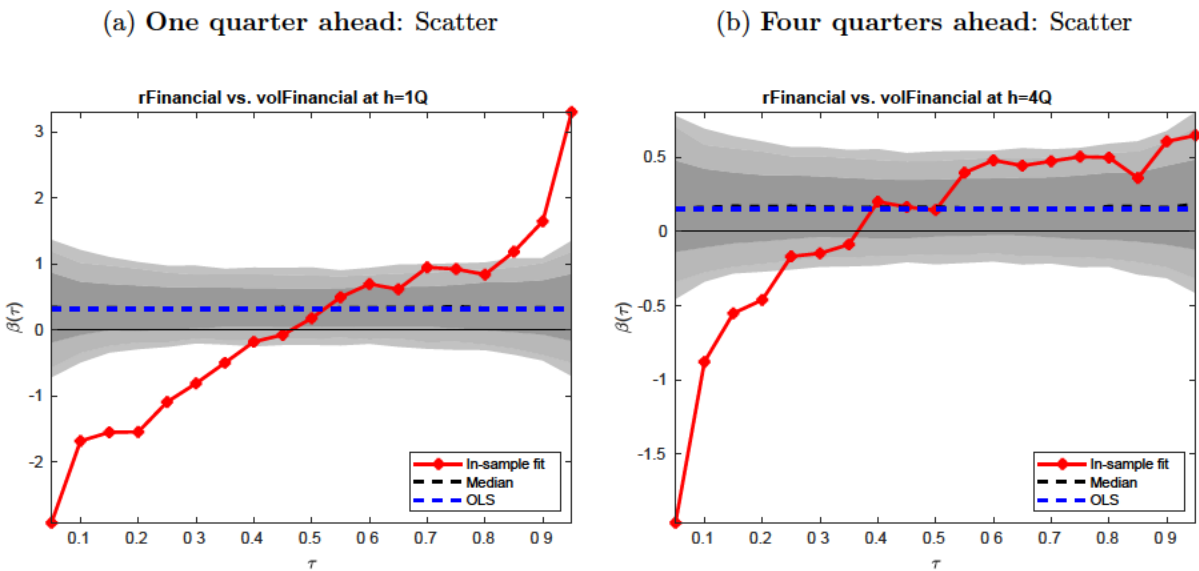 (a) One quarter ahead: Scatter
rFinancial vs. volFinancial at h=1Q
3
2
1
0
-1
-2
β(τ)
0.1 0.2 0 3 0.4 0.5 0 6 0.7 0.8 0 9
τ
In-sample fit
Median
OLS
(b) Four quarters ahead: Scatter
rFinancial vs. volFinancial at h=4Q
0.5
0
-0.5
-1
-1.5
β(τ)
0.1 0.2 0 3 0.4 0.5 0 6 0.7 0.8 0 9
τ
In-sample fit
Median
OLS